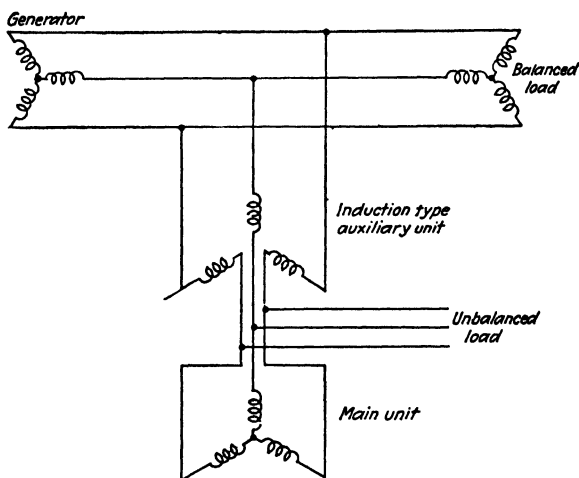 Generator
Balanced
load
Induction type
auxiliary unit
Unbalanced
load
Main unit